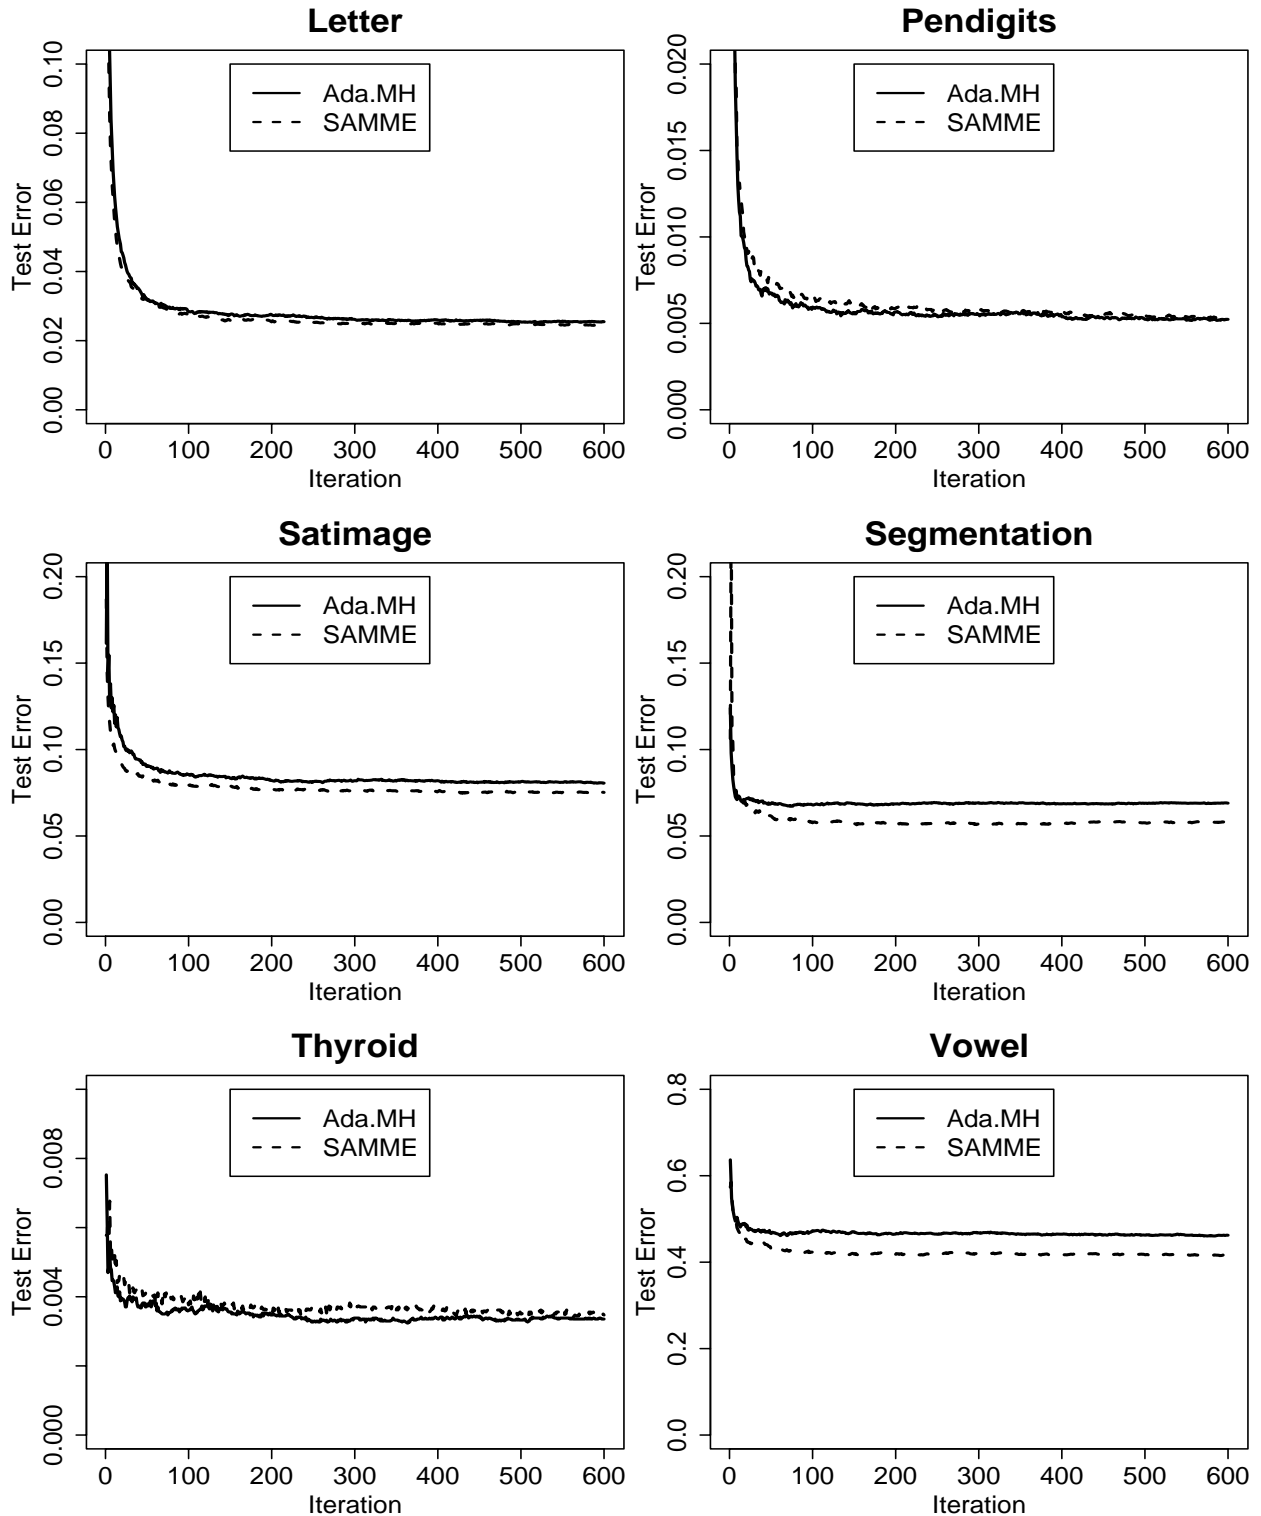 Letter
0.10
0.08
0.06
0.04
0.02
0.00
Test Error
Ada.MH
SAMME
0 100 200 300 400 500 600
Iteration
Pendigits
0.020
0.015
0.010
0.005
0.000
Test Error
Ada.MH
SAMME
0 100 200 300 400 500 600
Iteration
Satimage
0.20
0.15
0.10
0.05
0.00
Test Error
Ada.MH
SAMME
0 100 200 300 400 500 600
Iteration
Segmentation
0.20
0.15
0.10
0.05
0.00
Test Error
Ada.MH
SAMME
0 100 200 300 400 500 600
Iteration
Thyroid
0.008
0.004
0.000
Test Error
Ada.MH
SAMME
0 100 200 300 400 500 600
Iteration
Vowel
0.8
0.6
0.4
0.2
0.0
Test Error
Ada.MH
SAMME
0 100 200 300 400 500 600
Iteration